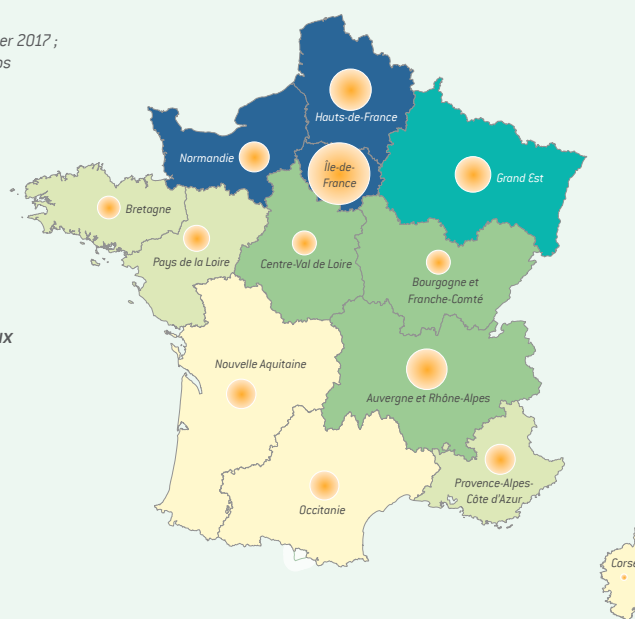 er 2017 ;
os
Hauts-de-France
Normandie
Île-de-
France
Grand Est
Bretagne
Pays de la Loire
Centre-Val de Loire
Bourgogne et
Franche-Comté
ux
Nouvelle Aquitaine
Auvergne et Rhône-Alpes
Provence-Alpes-
Côte d'Azur
Occitanie
Corse